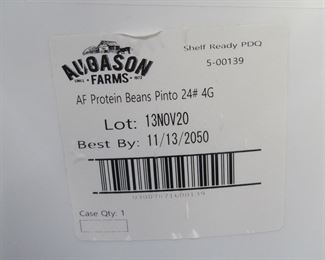 AUGASON
FARMS
Shelf Ready PDQ
5-00139
AF Protein Beans Pinto 24# 4G
Lot: 13NOV20
Best By: 11/13/2050
Case Qty: 1